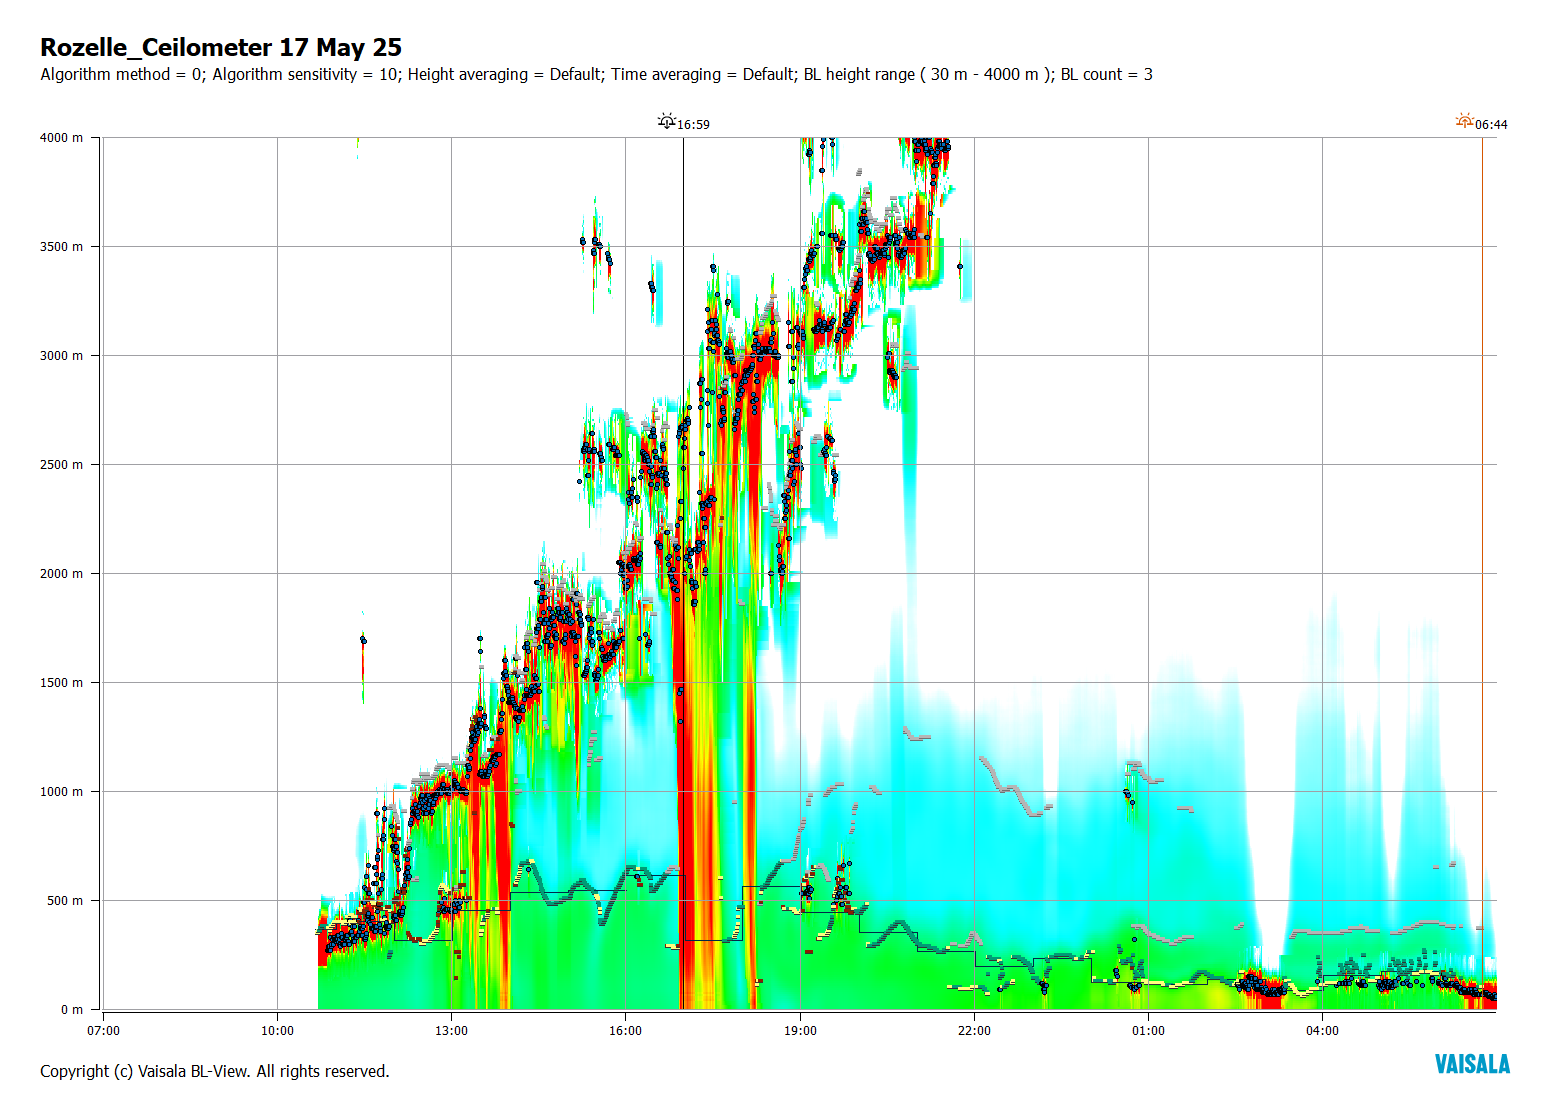 Rozelle_Ceilometer 17 May 25
Algorithm method = 0; Algorithm sensitivity = 10; Height averaging = Default; Time averaging = Default; BL height range ( 30 m - 4000 m ); BL count = 3
16:59
06:44
4000 m
3500 m
3000 m
2500 m
2000 m
1500 m
1000 m
500 m
0 m
07:00
10:00
13:00
16:00
19:00
22:00
01:00
04:00
Copyright (c) Vaisala BL-View. All rights reserved.
VAISALA